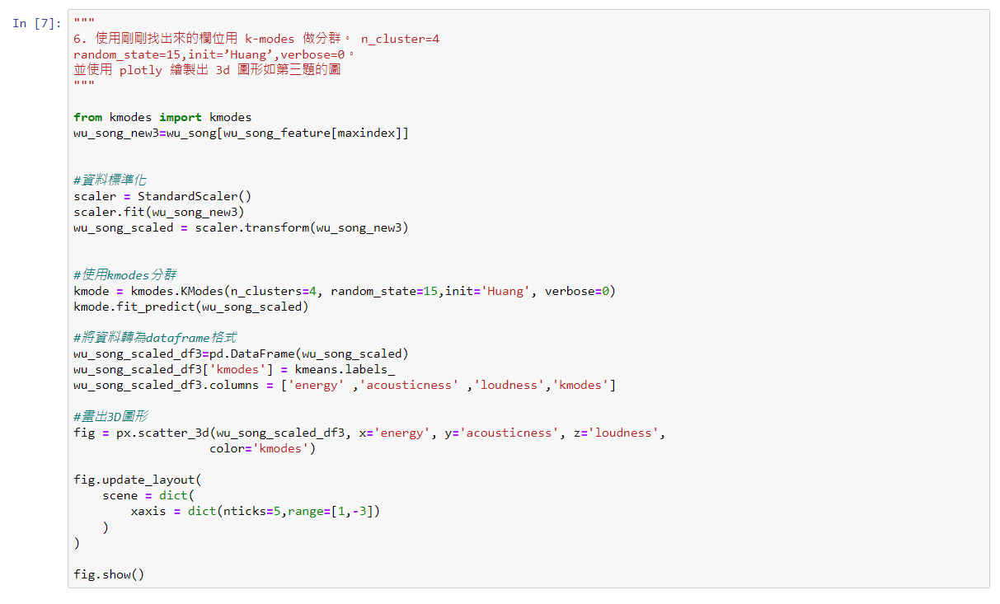 In [7]:
"""
6. 使用剛剛找出來的欄位用 k-modes 做分群。 n_cluster=4
random_state=15,init=’Huang’,verbose=0。
並使用 plotly 繪製出 3d 圖形如第三題的圖
"""
from kmodes import kmodes
wu_song_new3=wu_song[wu_song_feature[maxindex]]
#資料標準化
scaler = StandardScaler()
scaler.fit(wu_song_new3)
wu_song_scaled = scaler.transform(wu_song_new3)
#使用kmodes分群
kmode = kmodes.KModes(n_clusters=4, random_state=15,init='Huang', verbose=0)
kmode.fit_predict(wu_song_scaled)
#將資料轉為dataframe格式
wu_song_scaled_df3=pd.DataFrame(wu_song_scaled)
wu_song_scaled_df3['kmodes'] = kmeans.labels_
wu_song_scaled_df3.columns = ['energy' ,'acousticness' ,'loudness','kmodes']
#畫出3D圖形
fig = px.scatter_3d(wu_song_scaled_df3, x='energy', y='acousticness', z='loudness',
                   color='kmodes')
fig.update_layout(
    scene = dict(
        xaxis = dict(nticks=5,range=[1,-3])
    )
)
fig.show()